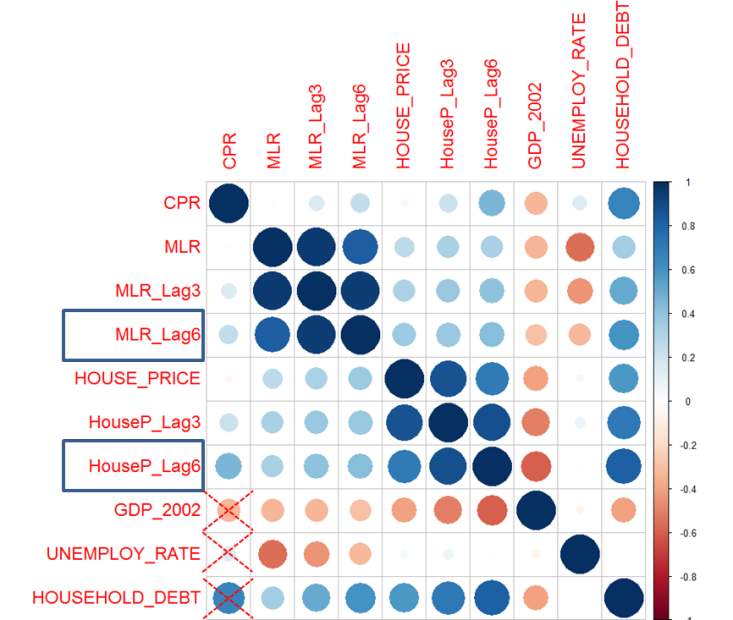 CPR
MLR
MLR_Lag3
MLR_Lag6
HOUSE_PRICE
HouseP_Lag3
HouseP_Lag6
GDP_2002
UNEMPLOY_RATE
HOUSEHOLD_DEBT
CPR
MLR
MLR_Lag3
MLR_Lag6
HOUSE_PRICE
HouseP_Lag3
HouseP_Lag6
GDP_2002
UNEMPLOY_RATE
HOUSEHOLD_DEBT
1
0.8
0.6
0.4
0.2
0
-0.2
-0.4
-0.6
-0.8
-1